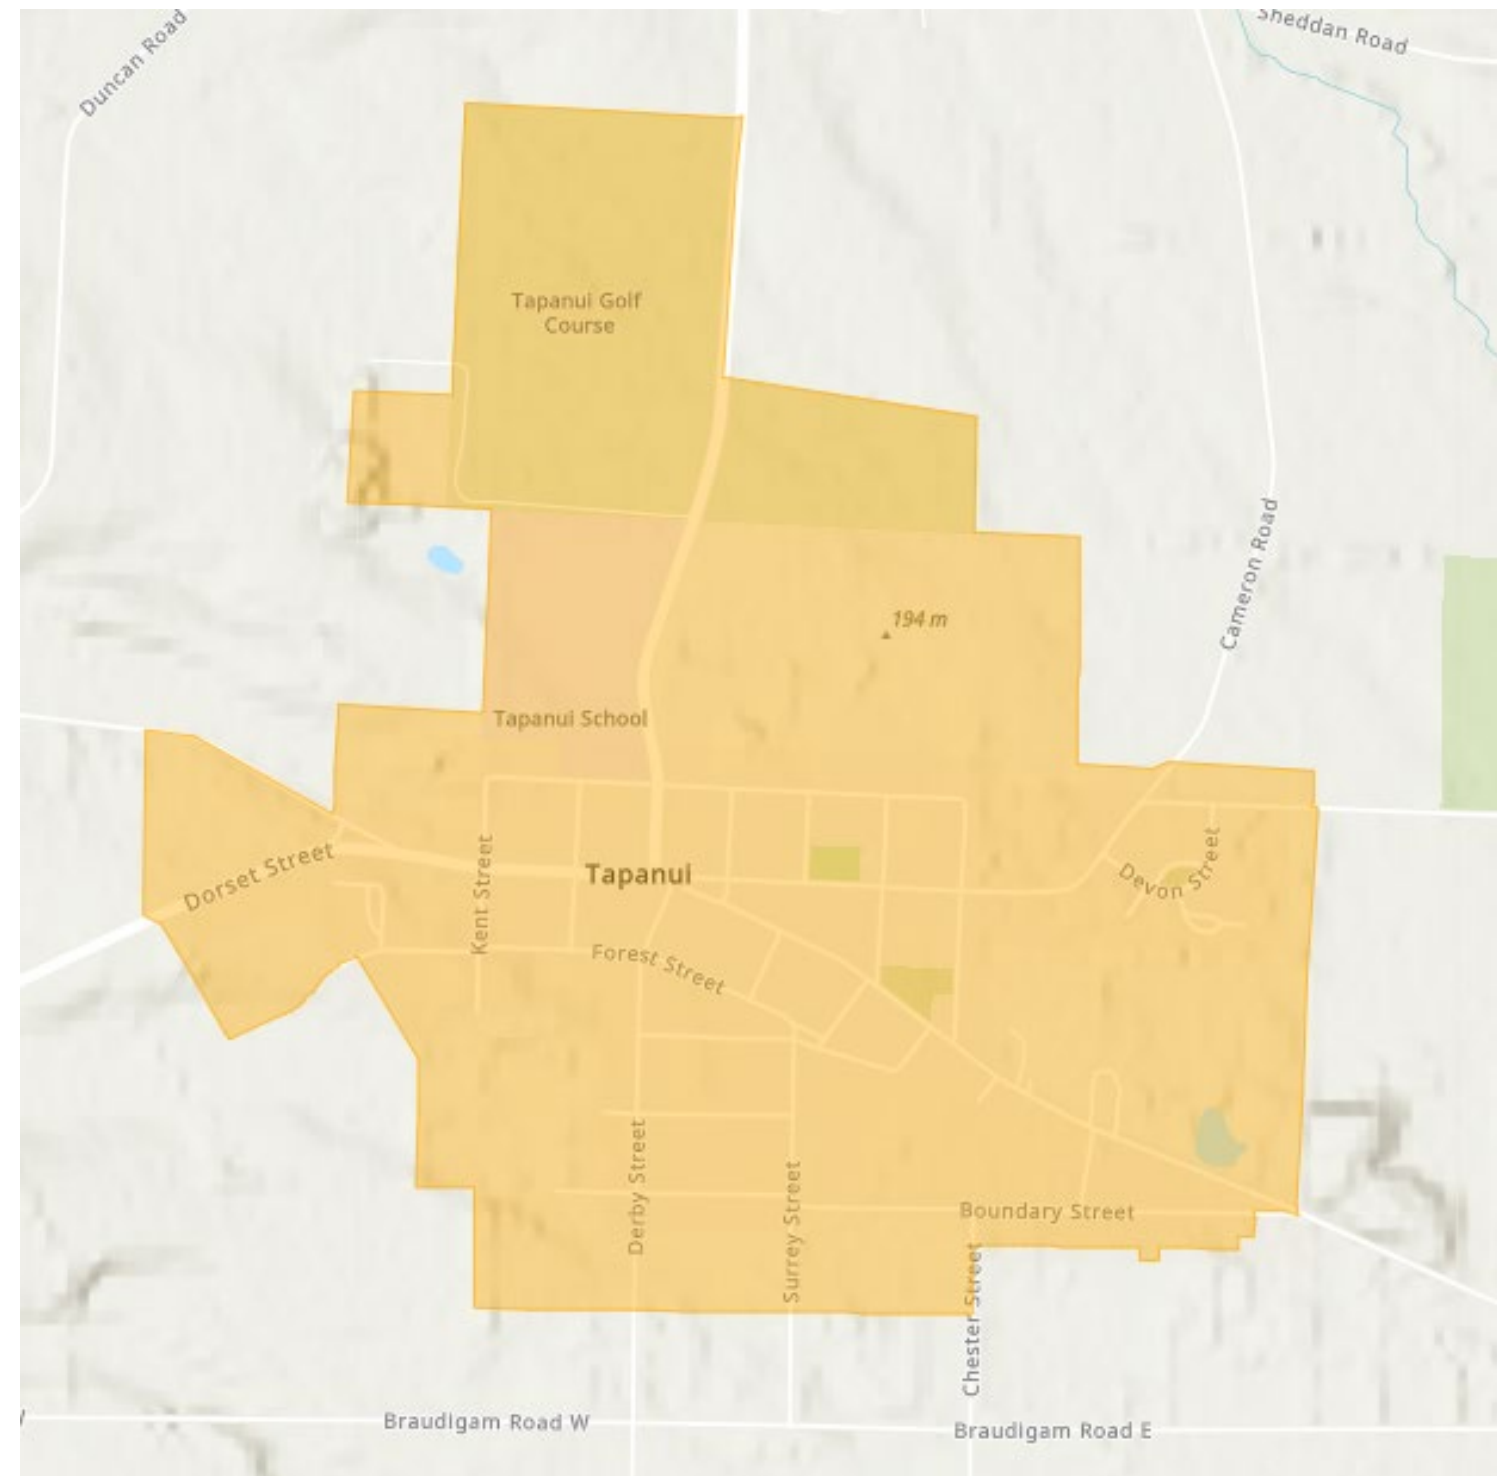 Duncan Road
Sheddan Road
Tapanui Golf
Course
Cameron Road
194 m
Tapanui School
Dorset Street
Kent Street
Tapanui
Devon Street
Forest Street
Derby Street
Surrey Street
Boundary Street
Chester Street
Braudigam Road W
Braudigam Road E